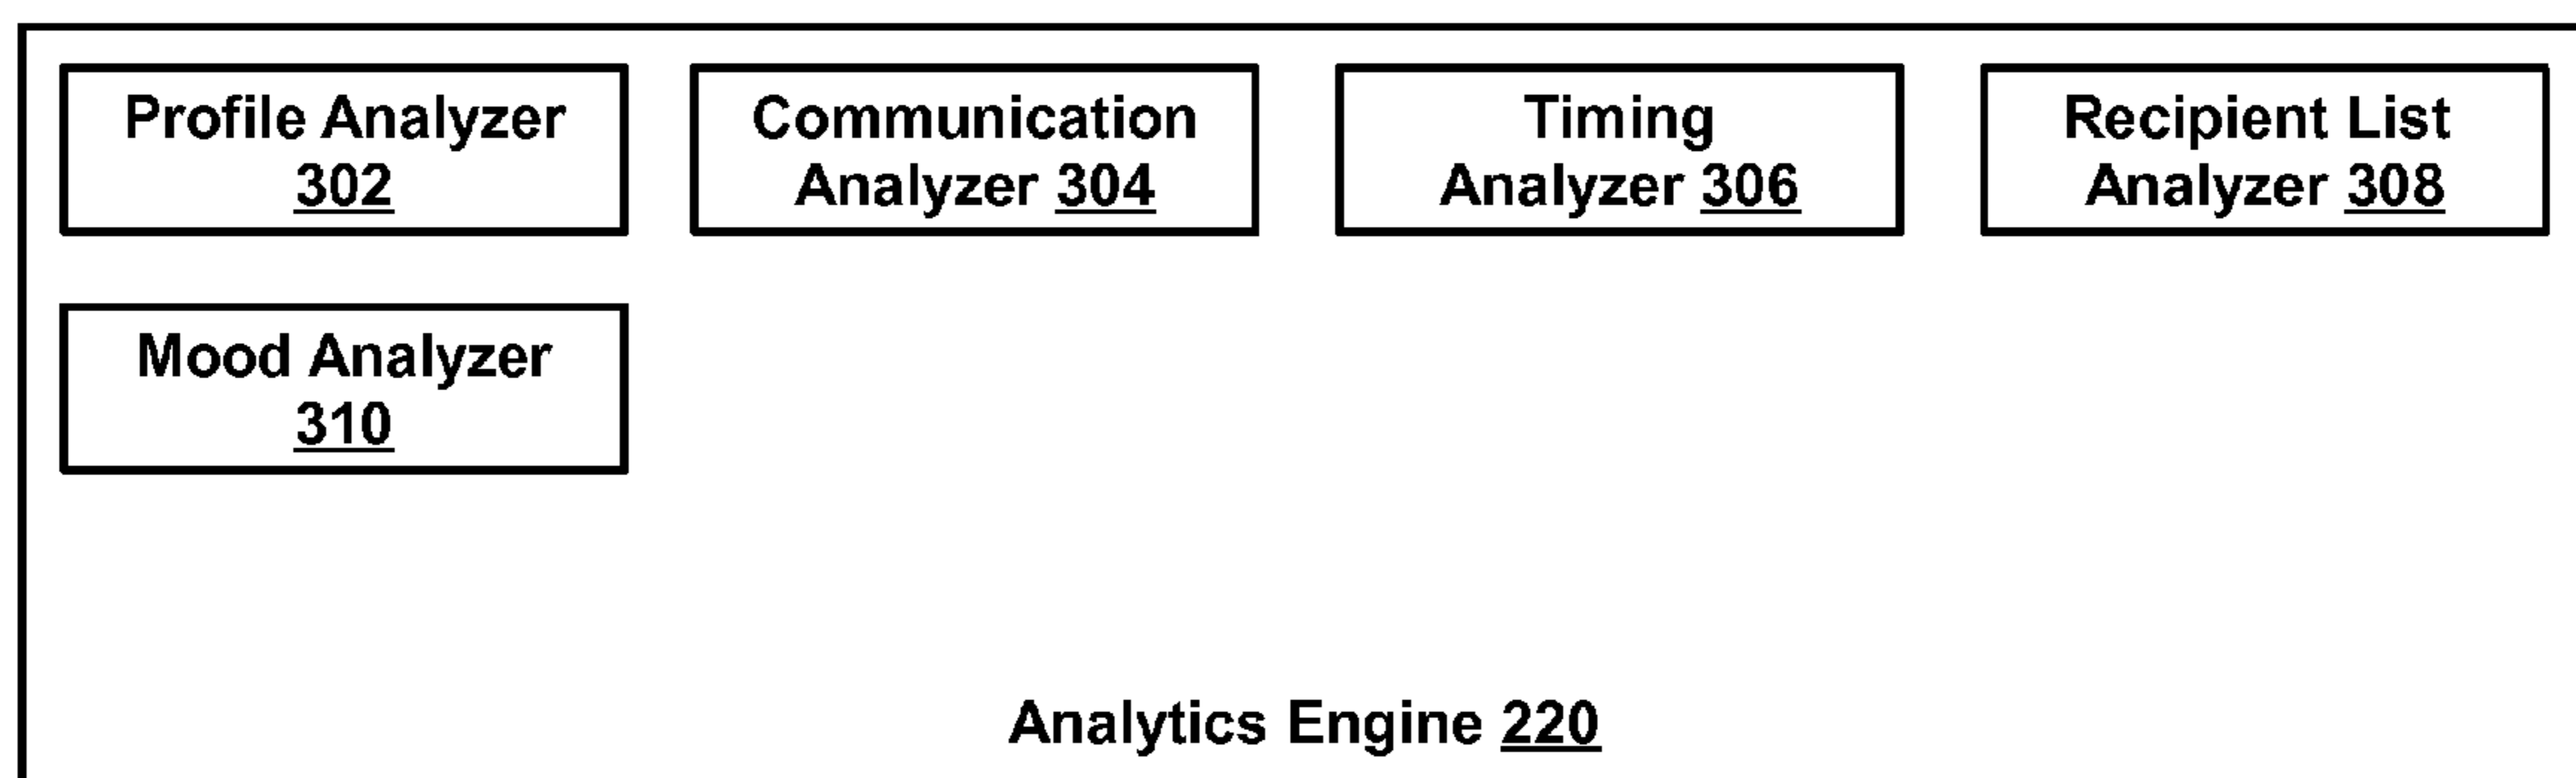 Profile Analyzer
302
Communication
Analyzer 304
Timing
Analyzer 306
Recipient List
Analyzer 308
Mood Analyzer
310
Analytics Engine 220